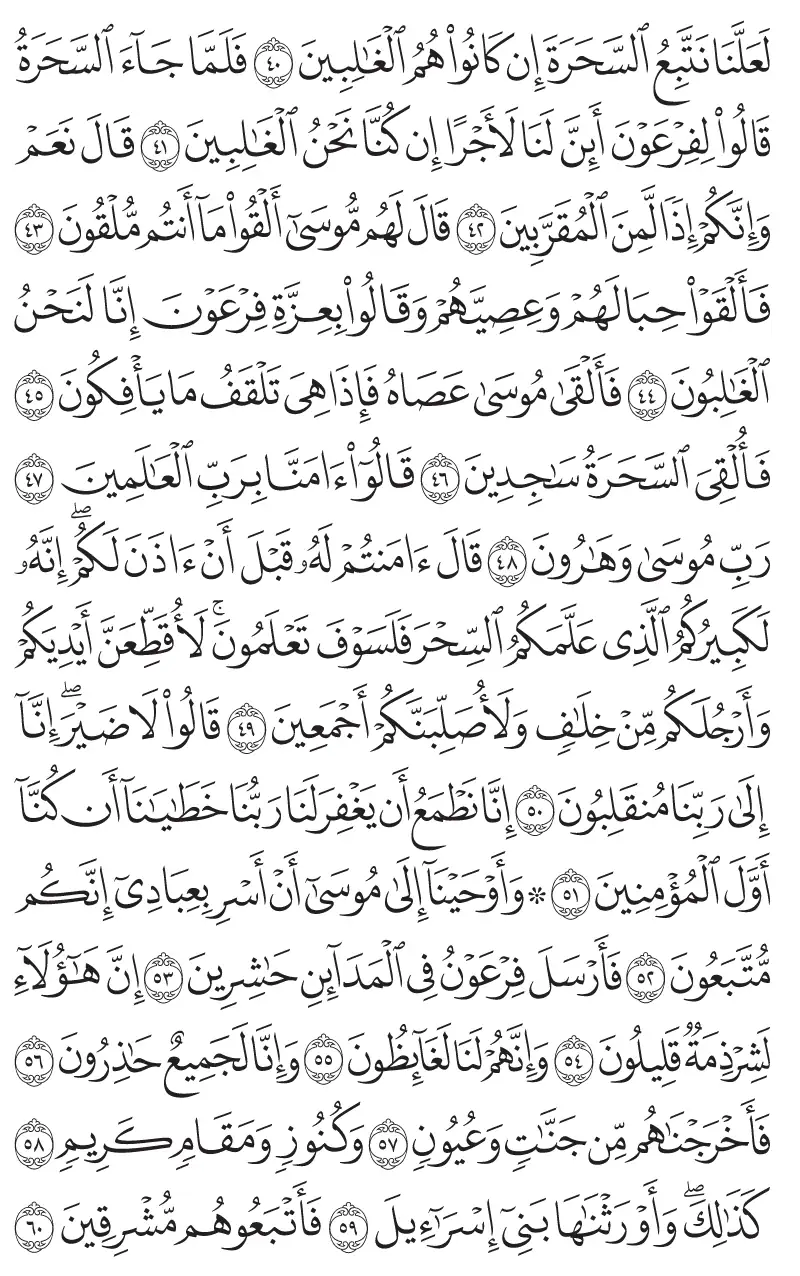 لَعَلَّنَا نَتَّبِعُ ٱلسَّحَرَةَ إِن كَانُوا۟ هُمُ ٱلْغَـٰلِبِينَ ٤٠ فَلَمَّا جَآءَ ٱلسَّحَرَةُ
قَالُوا۟ لِفِرْعَوْنَ أَئِنَّ لَنَا لَأَجْرًا إِن كُنَّا نَحْنُ ٱلْغَـٰلِبِينَ ٤١ قَالَ نَعَمْ
وَإِنَّكُمْ إِذًا لَّمِنَ ٱلْمُقَرَّبِينَ ٤٢ قَالَ لَهُم مُّوسَىٰٓ أَلْقُوا۟ مَآ أَنتُم مُّلْقُونَ ٤٣
فَأَلْقَوْا۟ حِبَالَهُمْ وَعِصِيَّهُمْ وَقَالُوا۟ بِعِزَّةِ فِرْعَوْنَ إِنَّا لَنَحْنُ
ٱلْغَـٰلِبُونَ ٤٤ فَأَلْقَىٰ مُوسَىٰ عَصَاهُ فَإِذَا هِىَ تَلْقَفُ مَا يَأْفِكُونَ ٤٥
فَأُلْقِىَ ٱلسَّحَرَةُ سَـٰجِدِينَ ٤٦ قَالُوٓا۟ ءَامَنَّا بِرَبِّ ٱلْعَـٰلَمِينَ ٤٧
رَبِّ مُوسَىٰ وَهَـٰرُونَ ٤٨ قَالَ ءَامَنتُمْ لَهُۥ قَبْلَ أَنْ ءَاذَنَ لَكُمْ ۖ إِنَّهُۥ
لَكَبِيرُكُمُ ٱلَّذِى عَلَّمَكُمُ ٱلسِّحْرَ فَلَسَوْفَ تَعْلَمُونَ ۚ لَأُقَطِّعَنَّ أَيْدِيَكُمْ
وَأَرْجُلَكُم مِّنْ خِلَـٰفٍ وَلَأُصَلِّبَنَّكُمْ أَجْمَعِينَ ٤٩ قَالُوا۟ لَا ضَيْرَ ۖ إِنَّآ
إِلَىٰ رَبِّنَا مُنقَلِبُونَ ٥٠ إِنَّا نَطْمَعُ أَن يَغْفِرَ لَنَا رَبُّنَا خَطَـٰيَـٰنَآ أَن كُنَّآ
أَوَّلَ ٱلْمُؤْمِنِينَ ٥١ * وَأَوْحَيْنَآ إِلَىٰ مُوسَىٰٓ أَنْ أَسْرِ بِعِبَادِىٓ إِنَّكُم
مُّتَّبَعُونَ ٥٢ فَأَرْسَلَ فِرْعَوْنُ فِى ٱلْمَدَآئِنِ حَـٰشِرِينَ ٥٣ إِنَّ هَـٰٓؤُلَآءِ
لَشِرْذِمَةٌ قَلِيلُونَ ٥٤ وَإِنَّهُمْ لَنَا لَغَآئِظُونَ ٥٥ وَإِنَّا لَجَمِيعٌ حَـٰذِرُونَ ٥٦
فَأَخْرَجْنَـٰهُم مِّن جَنَّـٰتٍ وَعُيُونٍ ٥٧ وَكُنُوزٍ وَمَقَامٍ كَرِيمٍ ٥٨
كَذَٰلِكَ ۖ وَأَوْرَثْنَـٰهَا بَنِىٓ إِسْرَٰٓءِيلَ ٥٩ فَأَتْبَعُوهُم مُّشْرِقِينَ ٦٠